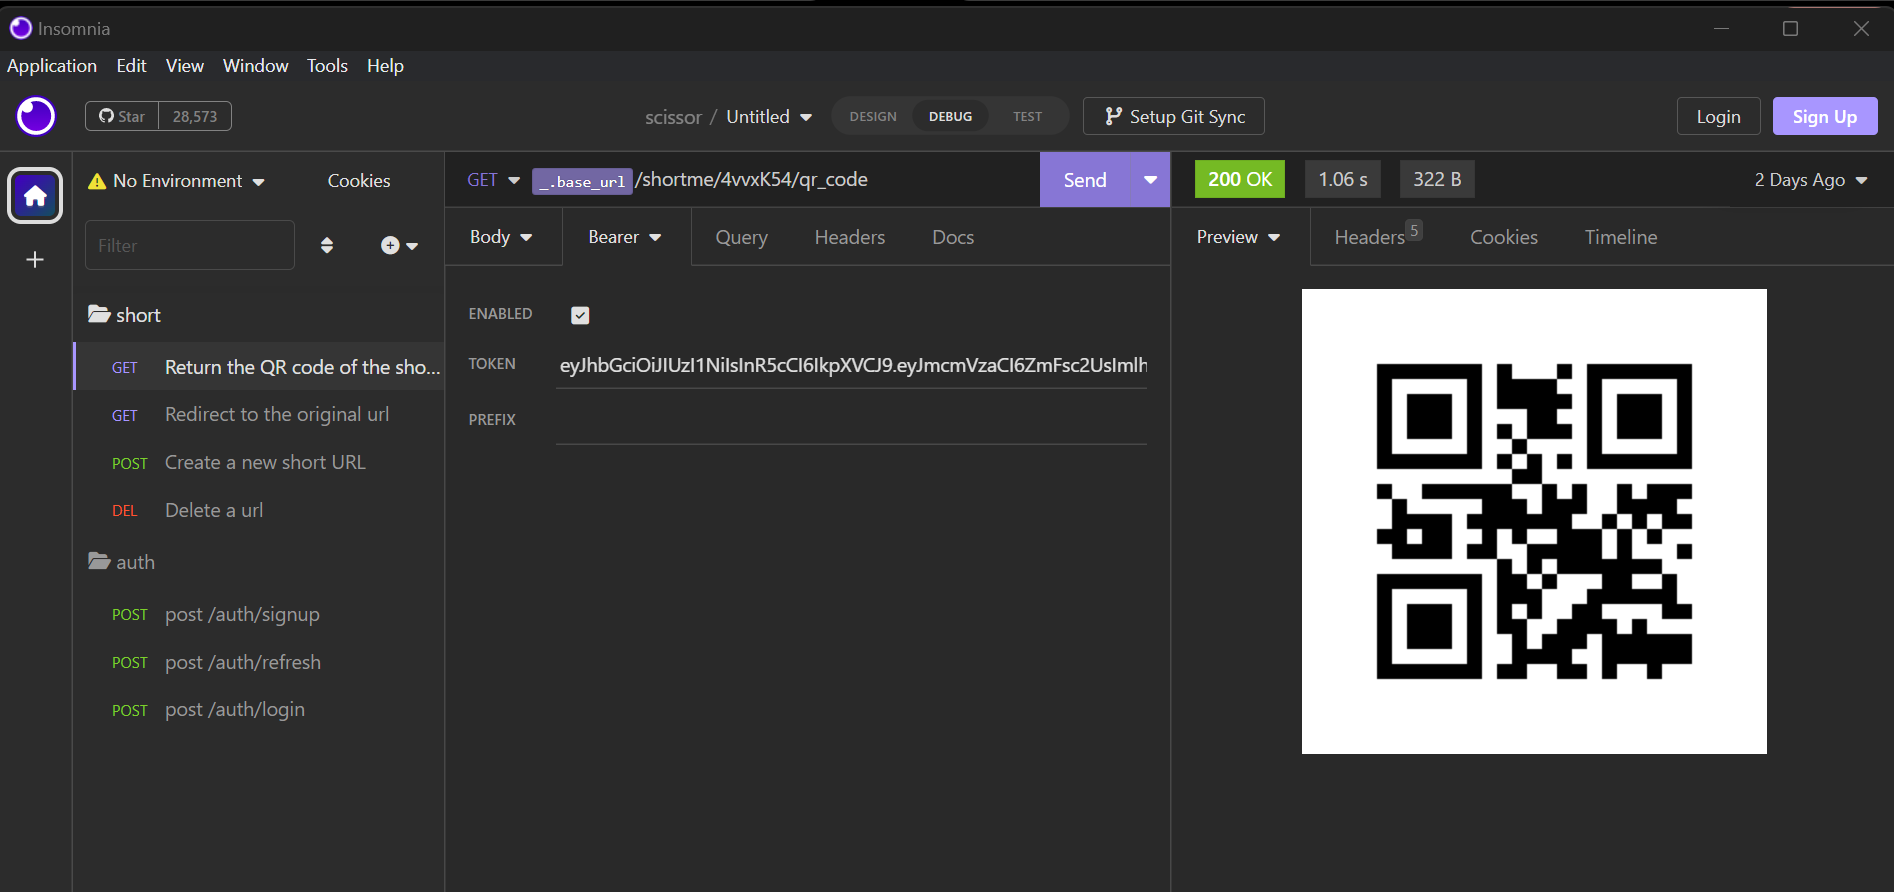 Insomnia
Application Edit View Window Tools Help
Star 28,573 scissor / Untitled DESIGN DEBUG TEST Setup Git Sync Login Sign Up
No Environment Cookies
Filter
short
GET Return the QR code of the sho...
GET Redirect to the original url
POST Create a new short URL
DEL Delete a url
auth
POST post /auth/signup
POST post /auth/refresh
POST post /auth/login
GET _.base_url /shortme/4vvxK54/qr_code Send
Body Bearer Query Headers Docs
ENABLED
TOKEN eyJhbGciOiJIUzI1NiIsInR5cCI6IkpXVCJ9.eyJmcmVzaCI6ZmFsc2UsImlh
PREFIX
200 OK 1.06 s 322 B 2 Days Ago
Preview Headers 5 Cookies Timeline